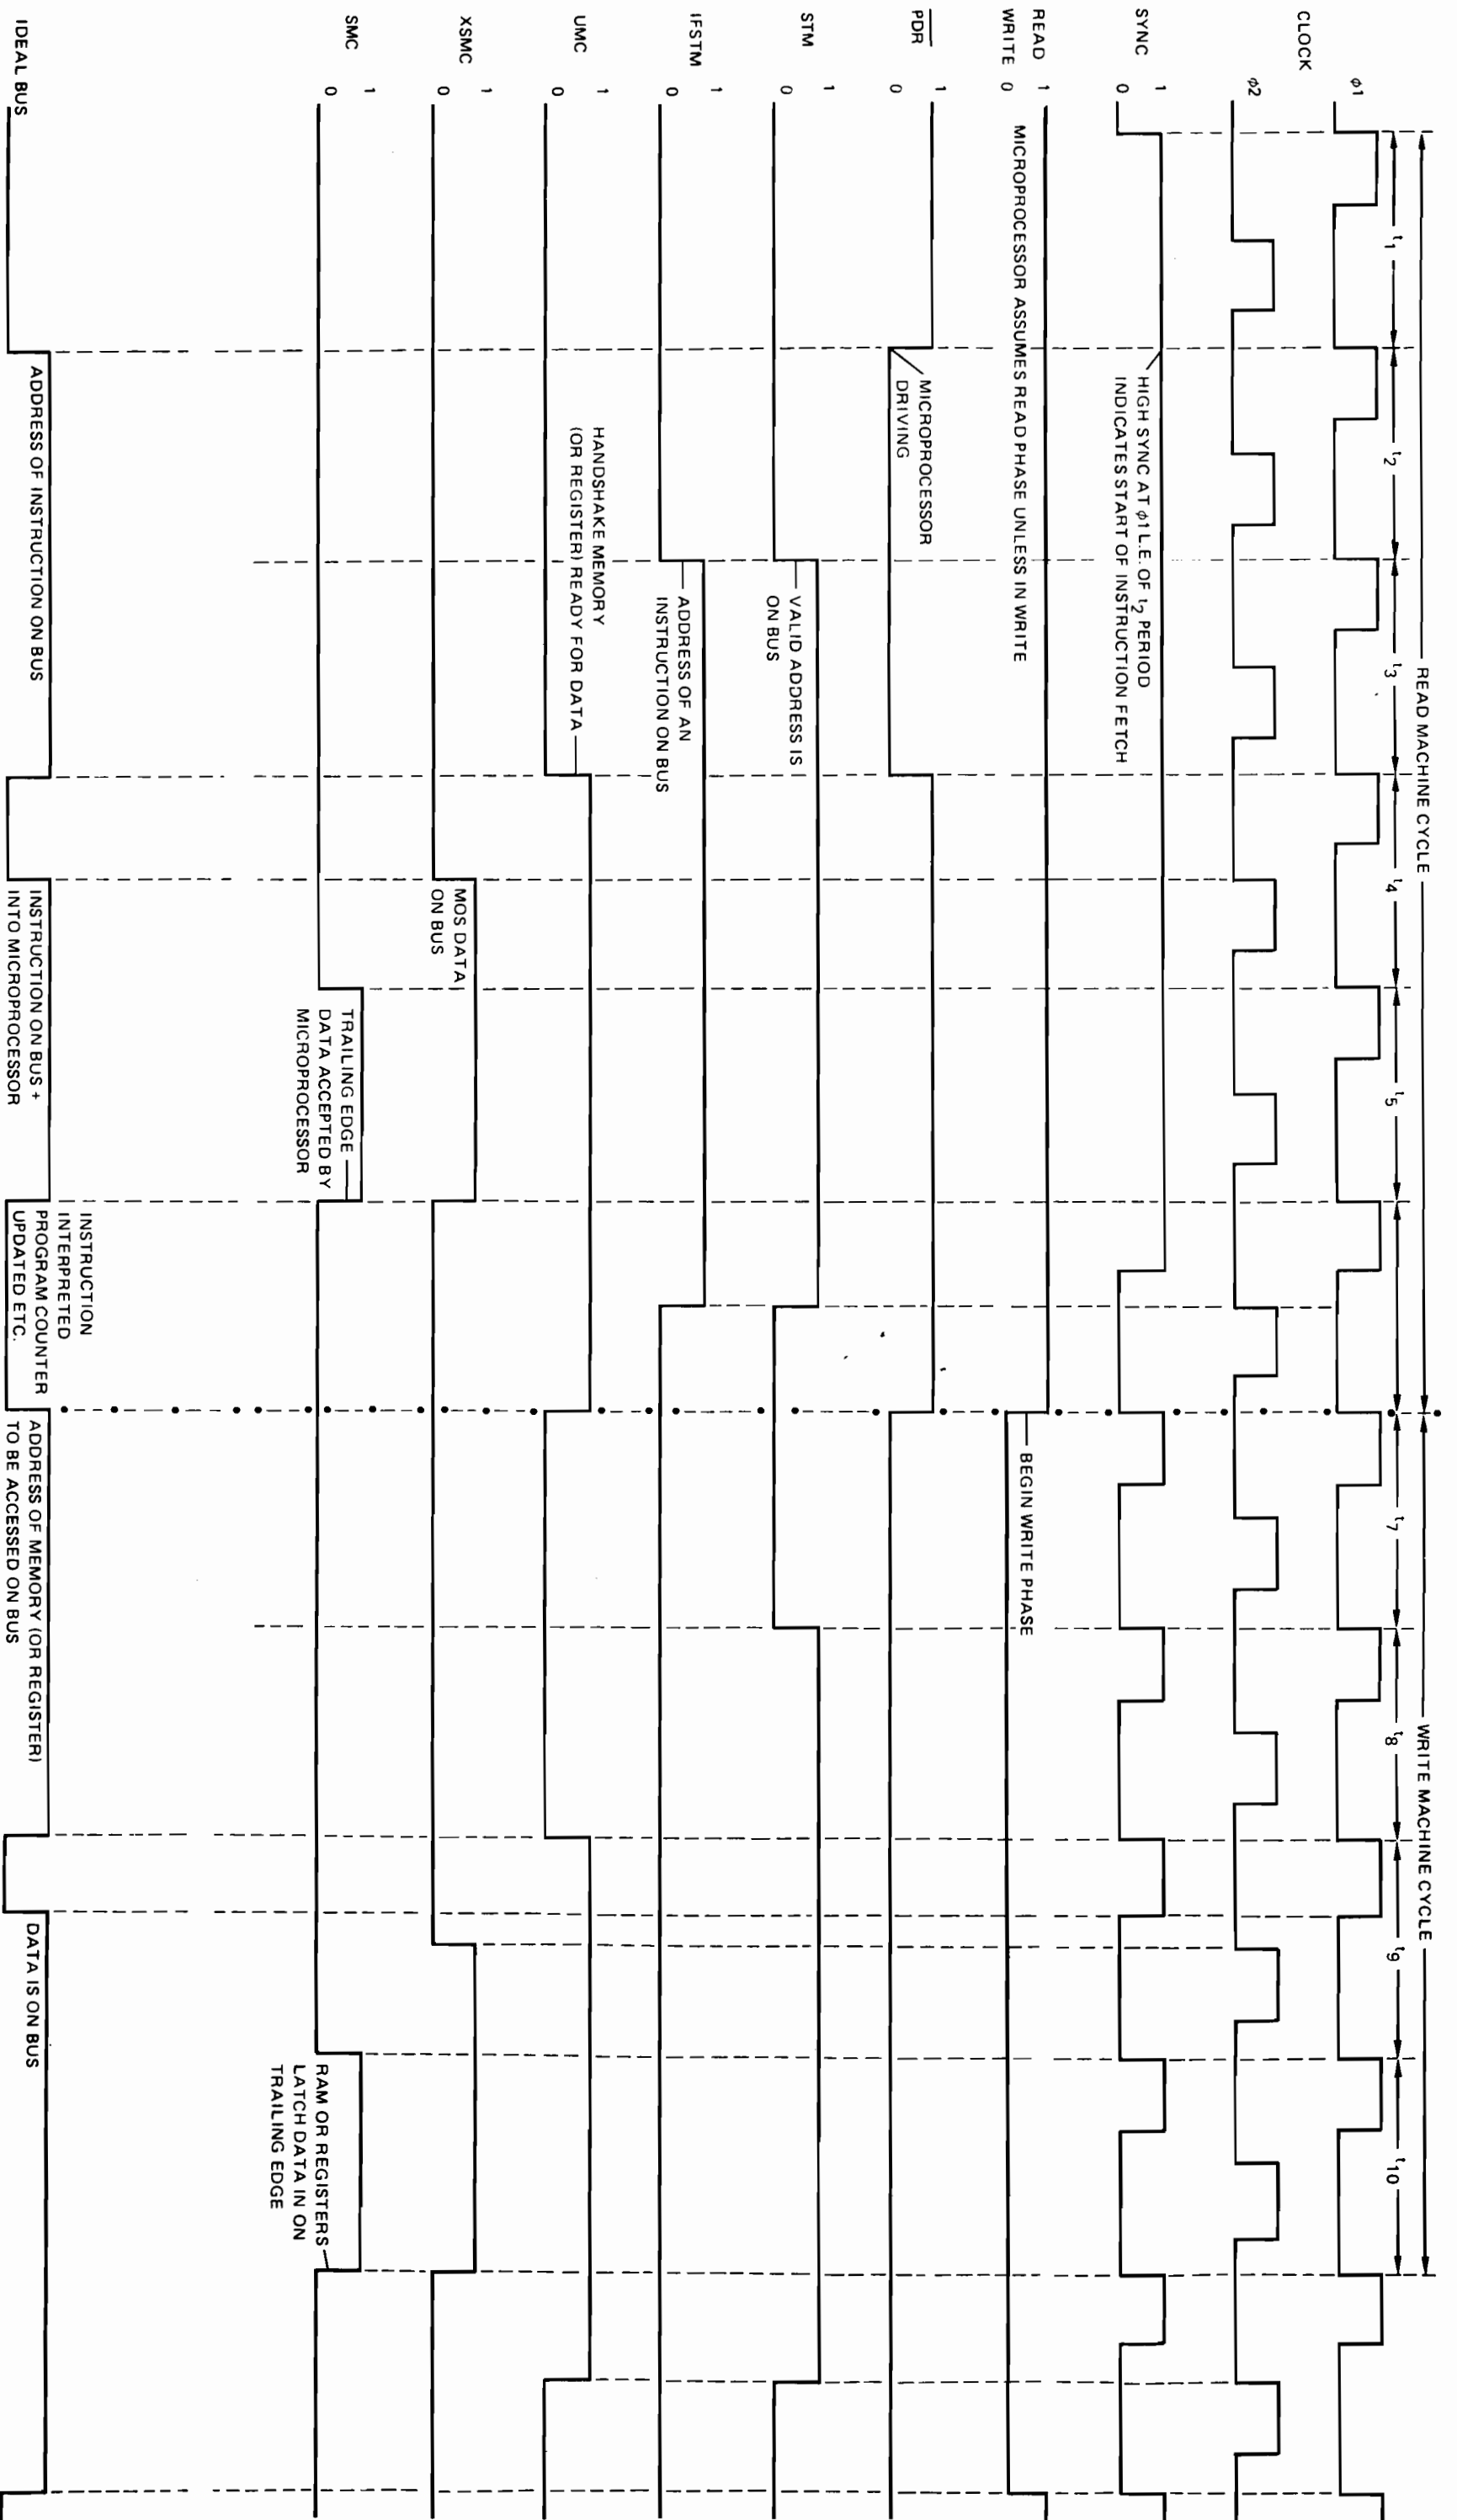 READ MACHINE CYCLE
WRITE MACHINE CYCLE
t1
t2
t3
t4
t5
t7
t8
t9
t10
φ1
CLOCK
φ2
SYNC
1
0
HIGH SYNC AT φ1 L.E. OF t2 PERIOD
INDICATES START OF INSTRUCTION FETCH
READ
WRITE
1
0
MICROPROCESSOR ASSUMES READ PHASE UNLESS IN WRITE
BEGIN WRITE PHASE
PDR
1
0
MICROPROCESSOR
DRIVING
STM
1
0
VALID ADDRESS IS
ON BUS
IFSTM
1
0
ADDRESS OF AN
INSTRUCTION ON BUS
UMC
1
0
HANDSHAKE MEMORY
(OR REGISTER) READY FOR DATA
XSMC
1
0
MOS DATA
ON BUS
SMC
1
0
TRAILING EDGE
DATA ACCEPTED BY
MICROPROCESSOR
RAM OR REGISTERS
LATCH DATA IN ON
TRAILING EDGE
IDEAL BUS
ADDRESS OF INSTRUCTION ON BUS
INSTRUCTION ON BUS +
INTO MICROPROCESSOR
INSTRUCTION
INTERPRETED
PROGRAM COUNTER
UPDATED ETC.
ADDRESS OF MEMORY (OR REGISTER)
TO BE ACCESSED ON BUS
DATA IS ON BUS